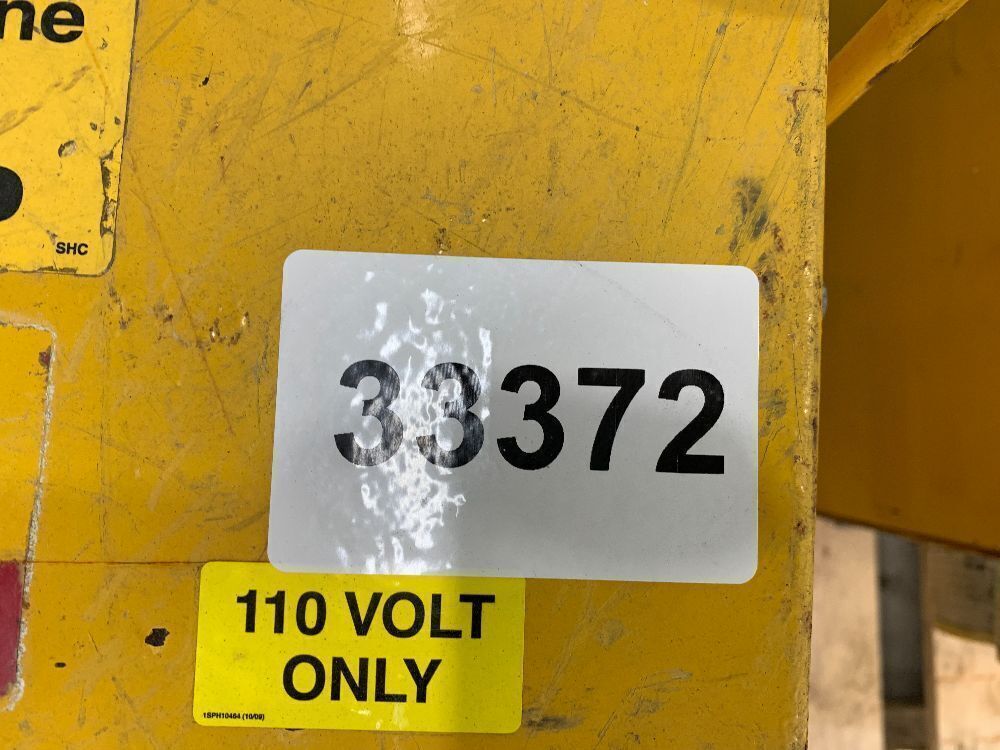 ne
SHC
33372
110 VOLT
ONLY
1SPH10464 (10/09)